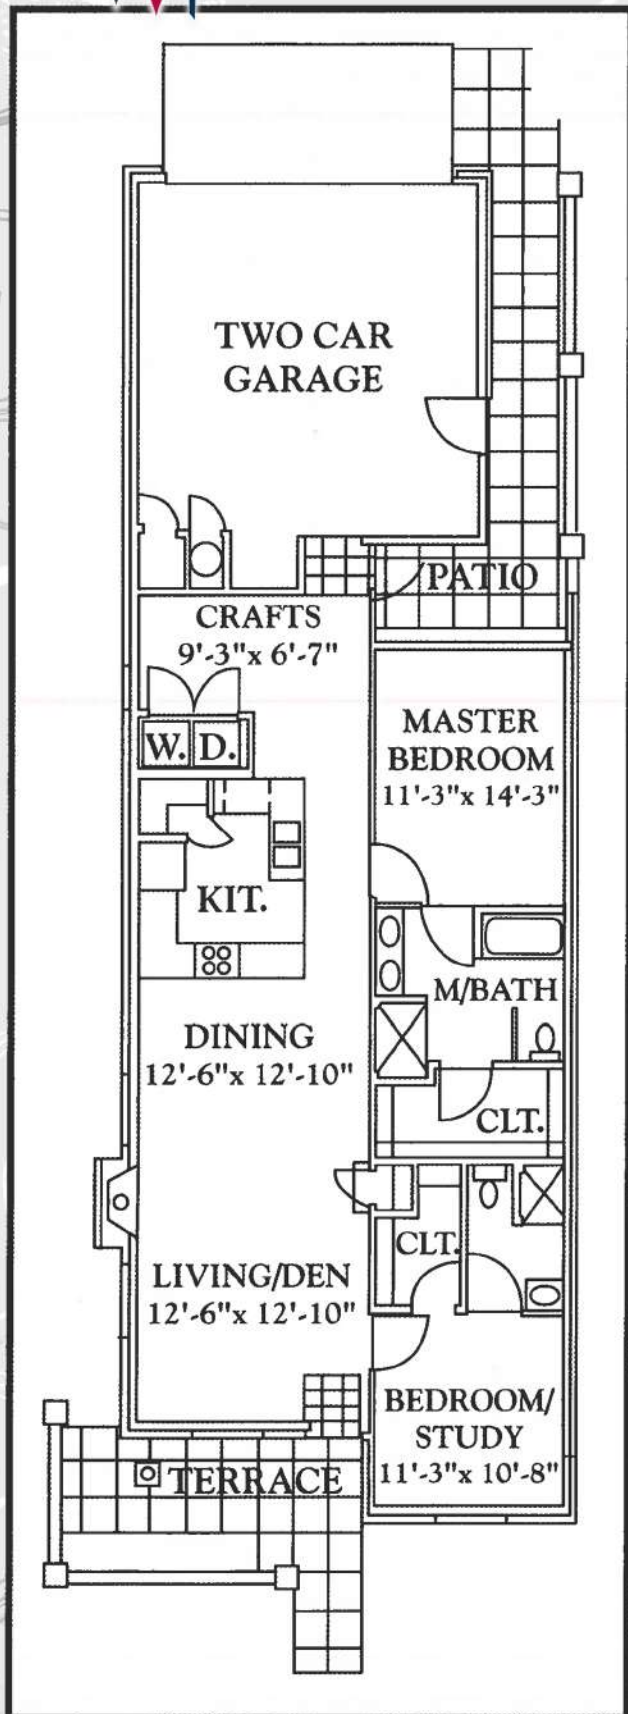 TWO CAR
GARAGE
PATIO
CRAFTS
9'-3"x 6'-7"
W. D.
MASTER
BEDROOM
11'-3"x 14'-3"
KIT.
M/BATH
DINING
12'-6"x 12'-10"
CLT.
CLT.
LIVING/DEN
12'-6"x 12'-10"
BEDROOM/
STUDY
11'-3"x 10'-8"
TERRACE